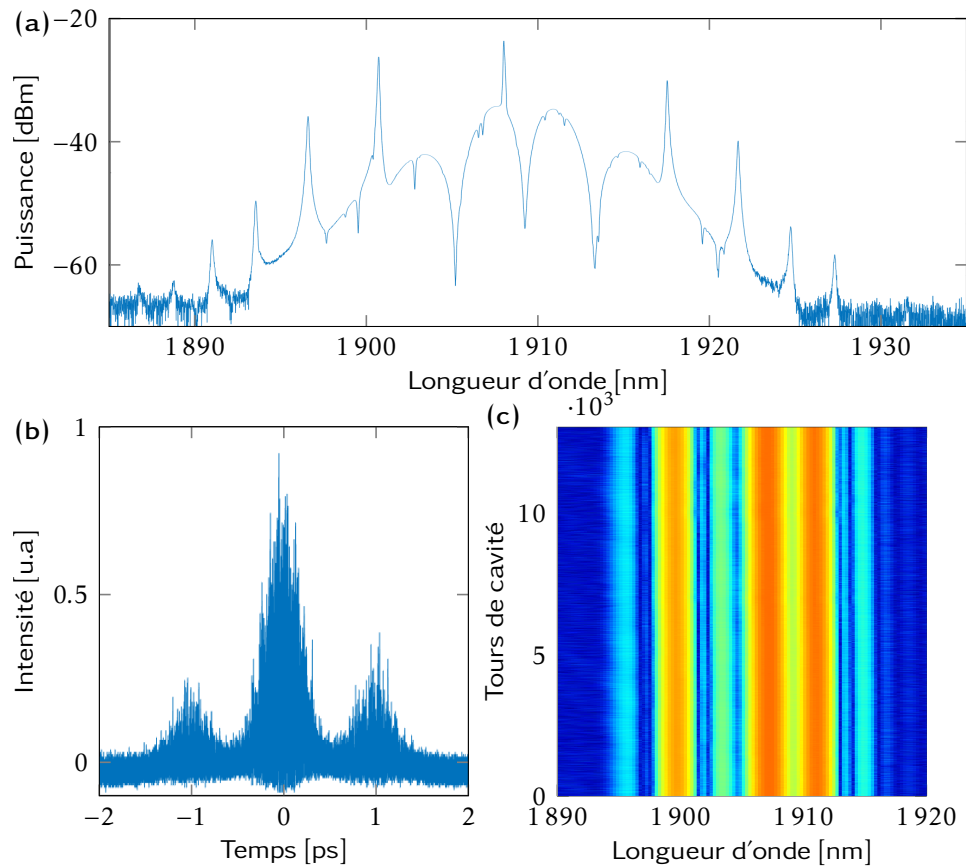 (a)
−20
−40
−60
Puissance [dBm]
1 890 1 900 1 910 1 920 1 930
Longueur d'onde [nm]
(b)
1
0.5
0
Intensité [u.a]
−2 −1 0 1 2
Temps [ps]
(c)
·10³
10
5
0
Tours de cavité
1 890 1 900 1 910 1 920
Longueur d'onde [nm]